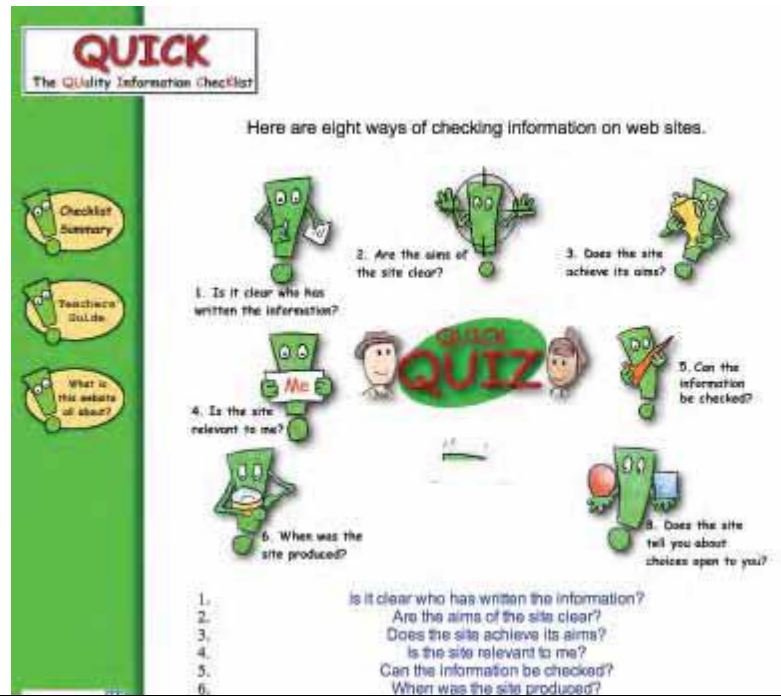 QUICK
The QUality Information ChecKlist
Here are eight ways of checking information on web sites.
Checklist
Summary
Teachers'
Guide
What is
this website
all about?
1. Is it clear who has
written the information?
2. Are the aims of
the site clear?
3. Does the site
achieve its aims?
4. Is the site
relevant to me?
Me
QUICK
QUIZ
5. Can the
information
be checked?
6. When was the
site produced?
8. Does the site
tell you about
choices open to you?
1. Is it clear who has written the information?
2. Are the aims of the site clear?
3. Does the site achieve its aims?
4. Is the site relevant to me?
5. Can the information be checked?
6. When was the site produced?